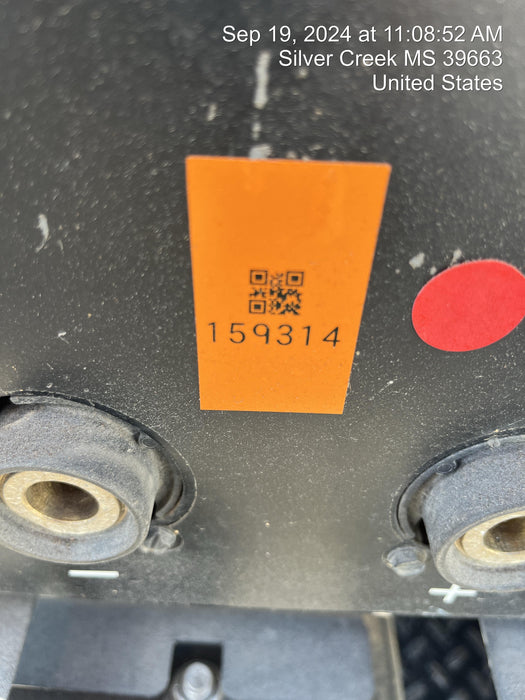 Sep 19, 2024 at 11:08:52 AM
Silver Creek MS 39663
United States
159314
− +